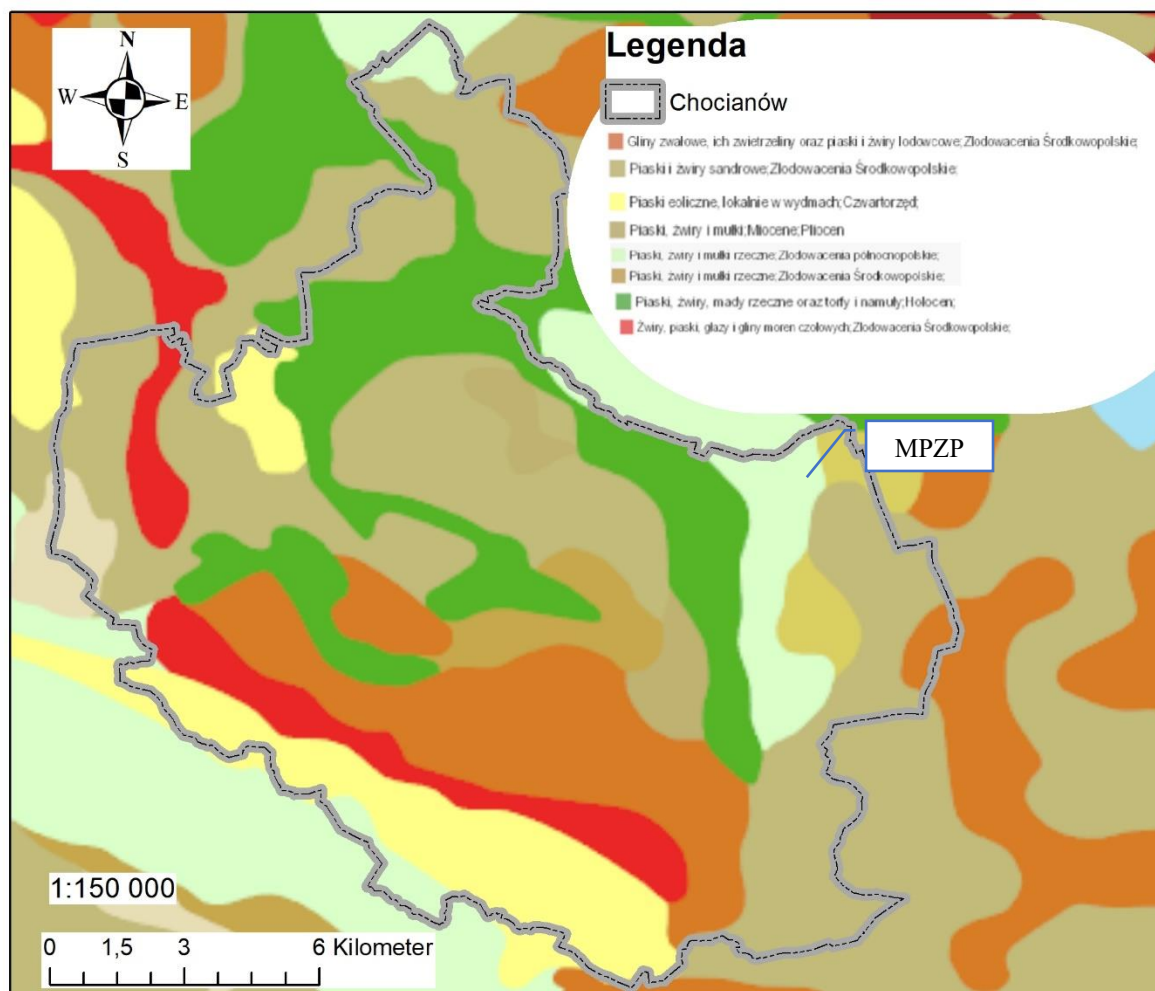 N
W E
S
Legenda
Chocianów
Gliny zwałowe, ich zwietrzeliny oraz piaski i żwiry lodowcowe;Zlodowacenia Środkowopolskie;
Piaski i żwiry sandrowe;Zlodowacenia Środkowopolskie;
Piaski eoliczne, lokalnie w wydmach;Czwartorzęd;
Piaski, żwiry i mułki;Miocene;Pliocen
Piaski, żwiry i mułki rzeczne;Zlodowacenia północnopolskie;
Piaski, żwiry i mułki rzeczne;Zlodowacenia Środkowopolskie;
Piaski, żwiry, mady rzeczne oraz torfy i namuły;Holocen;
Żwiry, piaski, głazy i gliny moren czołowych;Zlodowacenia Środkowopolskie;
MPZP
1:150 000
0 1,5 3 6 Kilometer